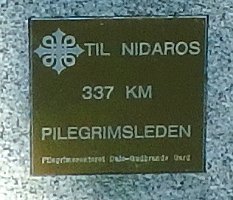 TIL NIDAROS
337 KM
PILEGRIMSLEDEN
Pilegrimssenteret Dale-Gudbrands Gard